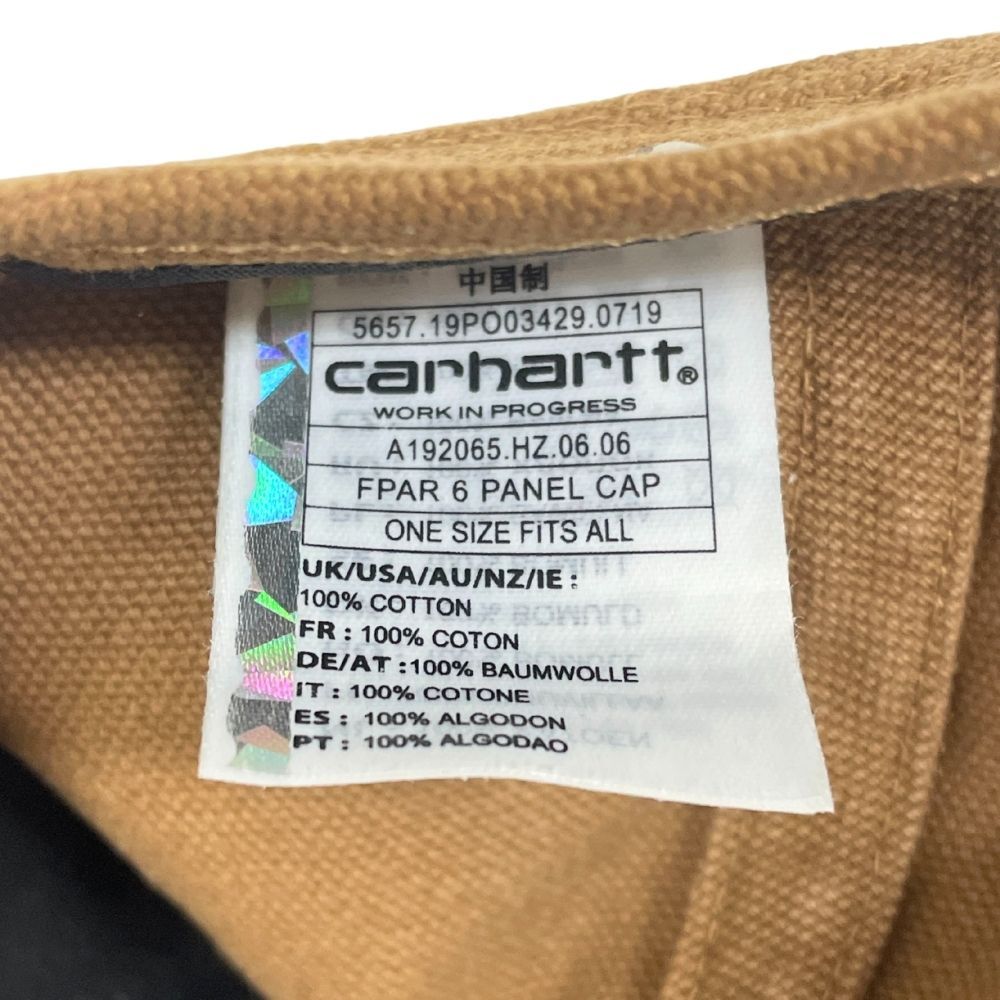 中国制
5657.19PO03429.0719
carhartt®
WORK IN PROGRESS
A192065.HZ.06.06
FPAR 6 PANEL CAP
ONE SIZE FiTS ALL
UK/USA/AU/NZ/IE :
100% COTTON
FR : 100% COTON
DE/AT :100% BAUMWOLLE
IT : 100% COTONE
ES : 100% ALGODON
PT : 100% ALGODAO